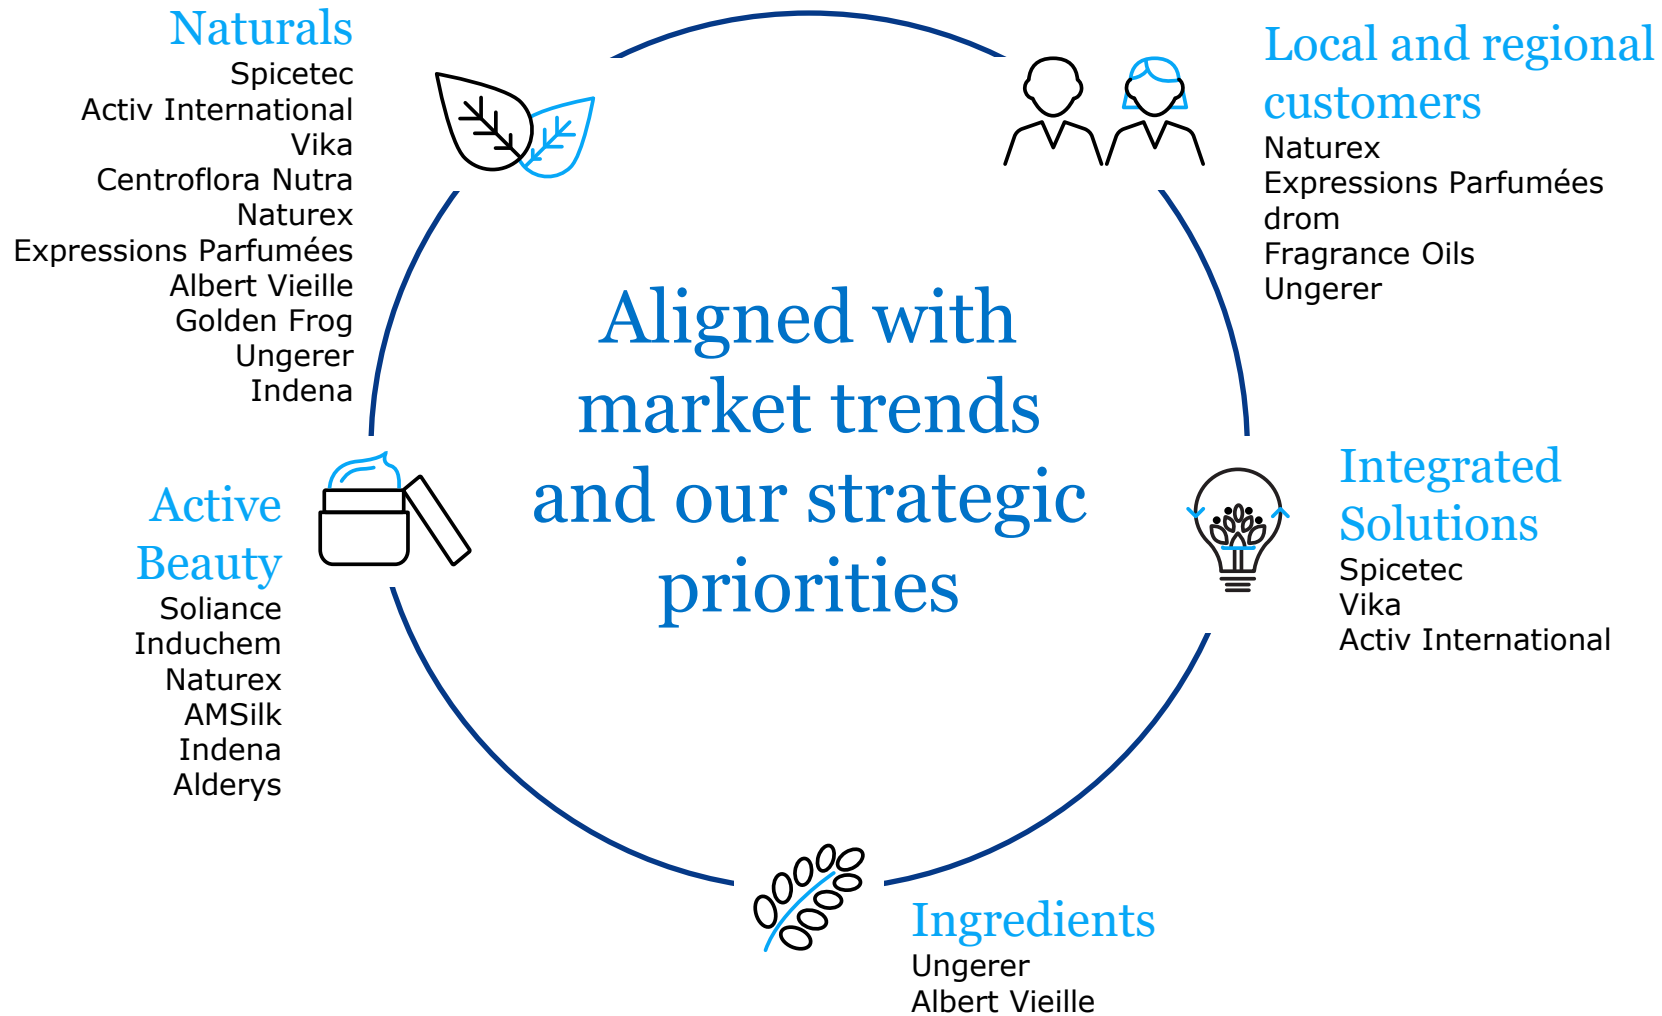 Naturals
Spicetec
Activ International
Vika
Centroflora Nutra
Naturex
Expressions Parfumées
Albert Vieille
Golden Frog
Ungerer
Indena
Local and regional
customers
Naturex
Expressions Parfumées
drom
Fragrance Oils
Ungerer
Aligned with
market trends
and our strategic
priorities
Active
Beauty
Soliance
Induchem
Naturex
AMSilk
Indena
Alderys
Integrated
Solutions
Spicetec
Vika
Activ International
Ingredients
Ungerer
Albert Vieille